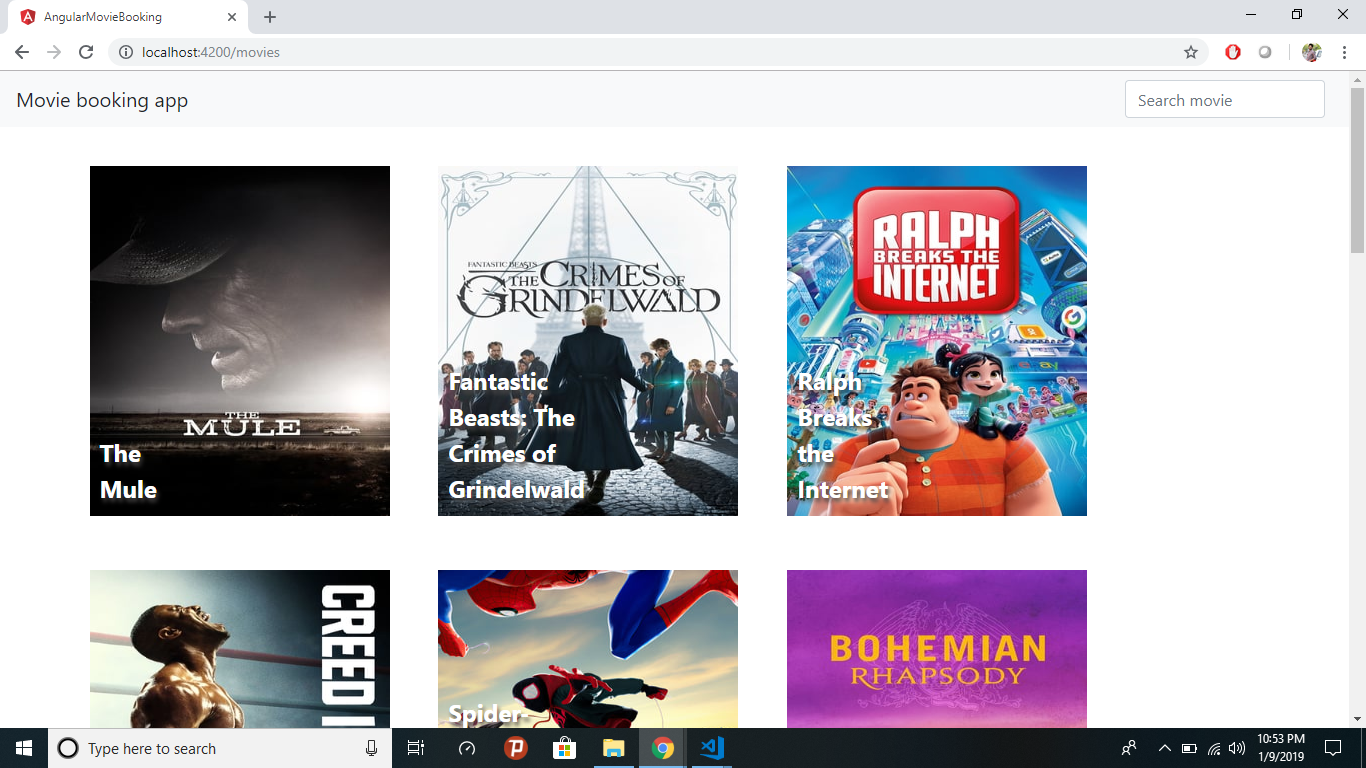 AngularMovieBooking
localhost:4200/movies
Movie booking app
Search movie
THE
MULE
The
Mule
FANTASTIC BEASTS
THE CRIMES OF
GRINDELWALD
Fantastic
Beasts: The
Crimes of
Grindelwald
RALPH
BREAKS THE
INTERNET
ebay
Ralph
Breaks
the
Internet
CREED I
Spider-
BOHEMIAN
RHAPSODY
Type here to search
10:53 PM
1/9/2019